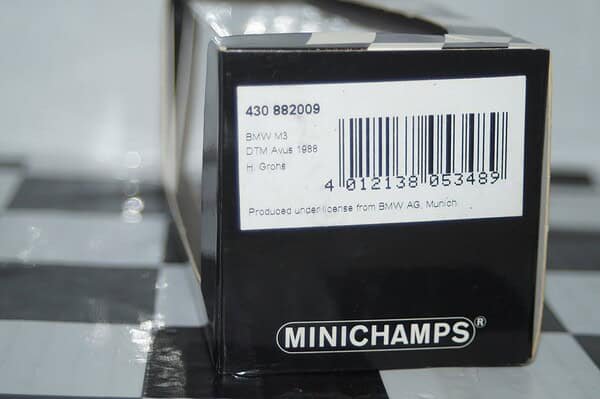 430 882009
BMW M3
DTM Avus 1988
H. Grohs
4 012138 053489
Produced under license from BMW AG, Munich
MINICHAMPS®